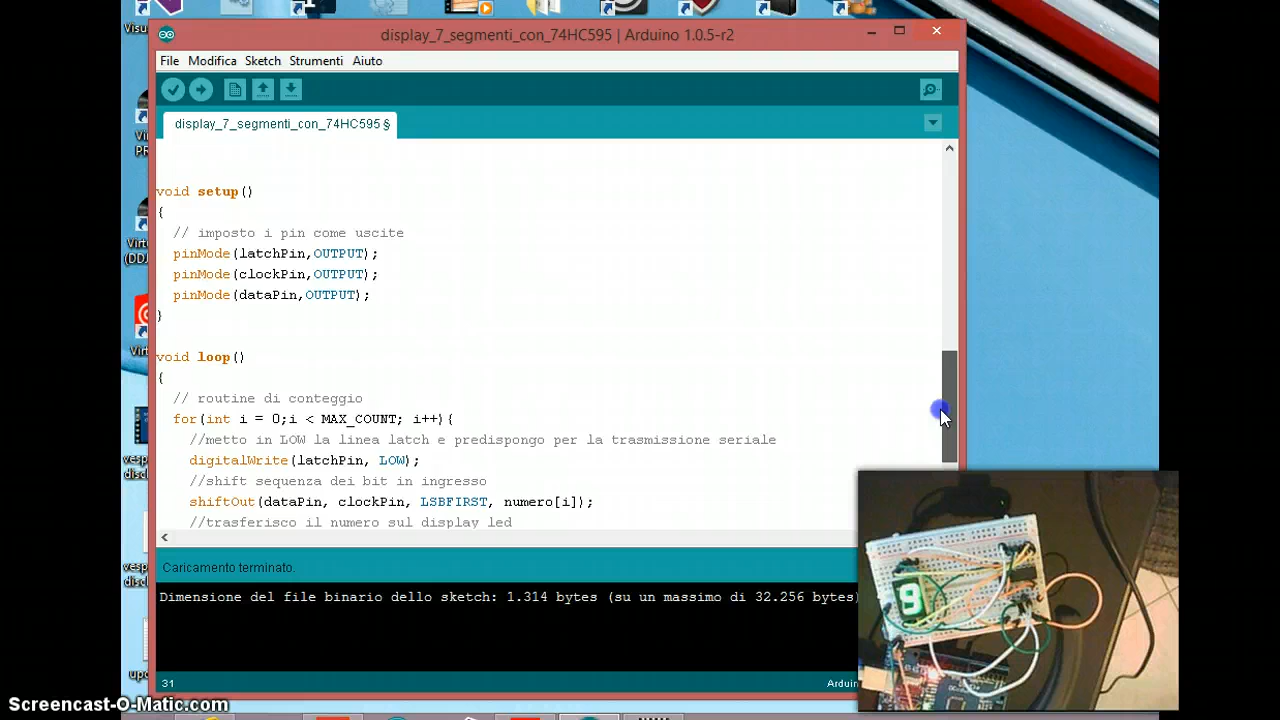 Visu
display_7_segmenti_con_74HC595 | Arduino 1.0.5-r2
File Modifica Sketch Strumenti Aiuto
display_7_segmenti_con_74HC595 §
void setup()
{
// imposto i pin come uscite
pinMode(latchPin,OUTPUT);
pinMode(clockPin,OUTPUT);
pinMode(dataPin,OUTPUT);
}
void loop()
{
// routine di conteggio
for(int i = 0;i < MAX_COUNT; i++){
//metto in LOW la linea latch e predispongo per la trasmissione seriale
digitalWrite(latchPin, LOW);
//shift sequenza dei bit in ingresso
shiftOut(dataPin, clockPin, LSBFIRST, numero[i]);
//trasferisco il numero sul display led
Caricamento terminato.
Dimensione del file binario dello sketch: 1.314 bytes (su un massimo di 32.256 bytes)
31
Arduin
9
Screencast-O-Matic.com